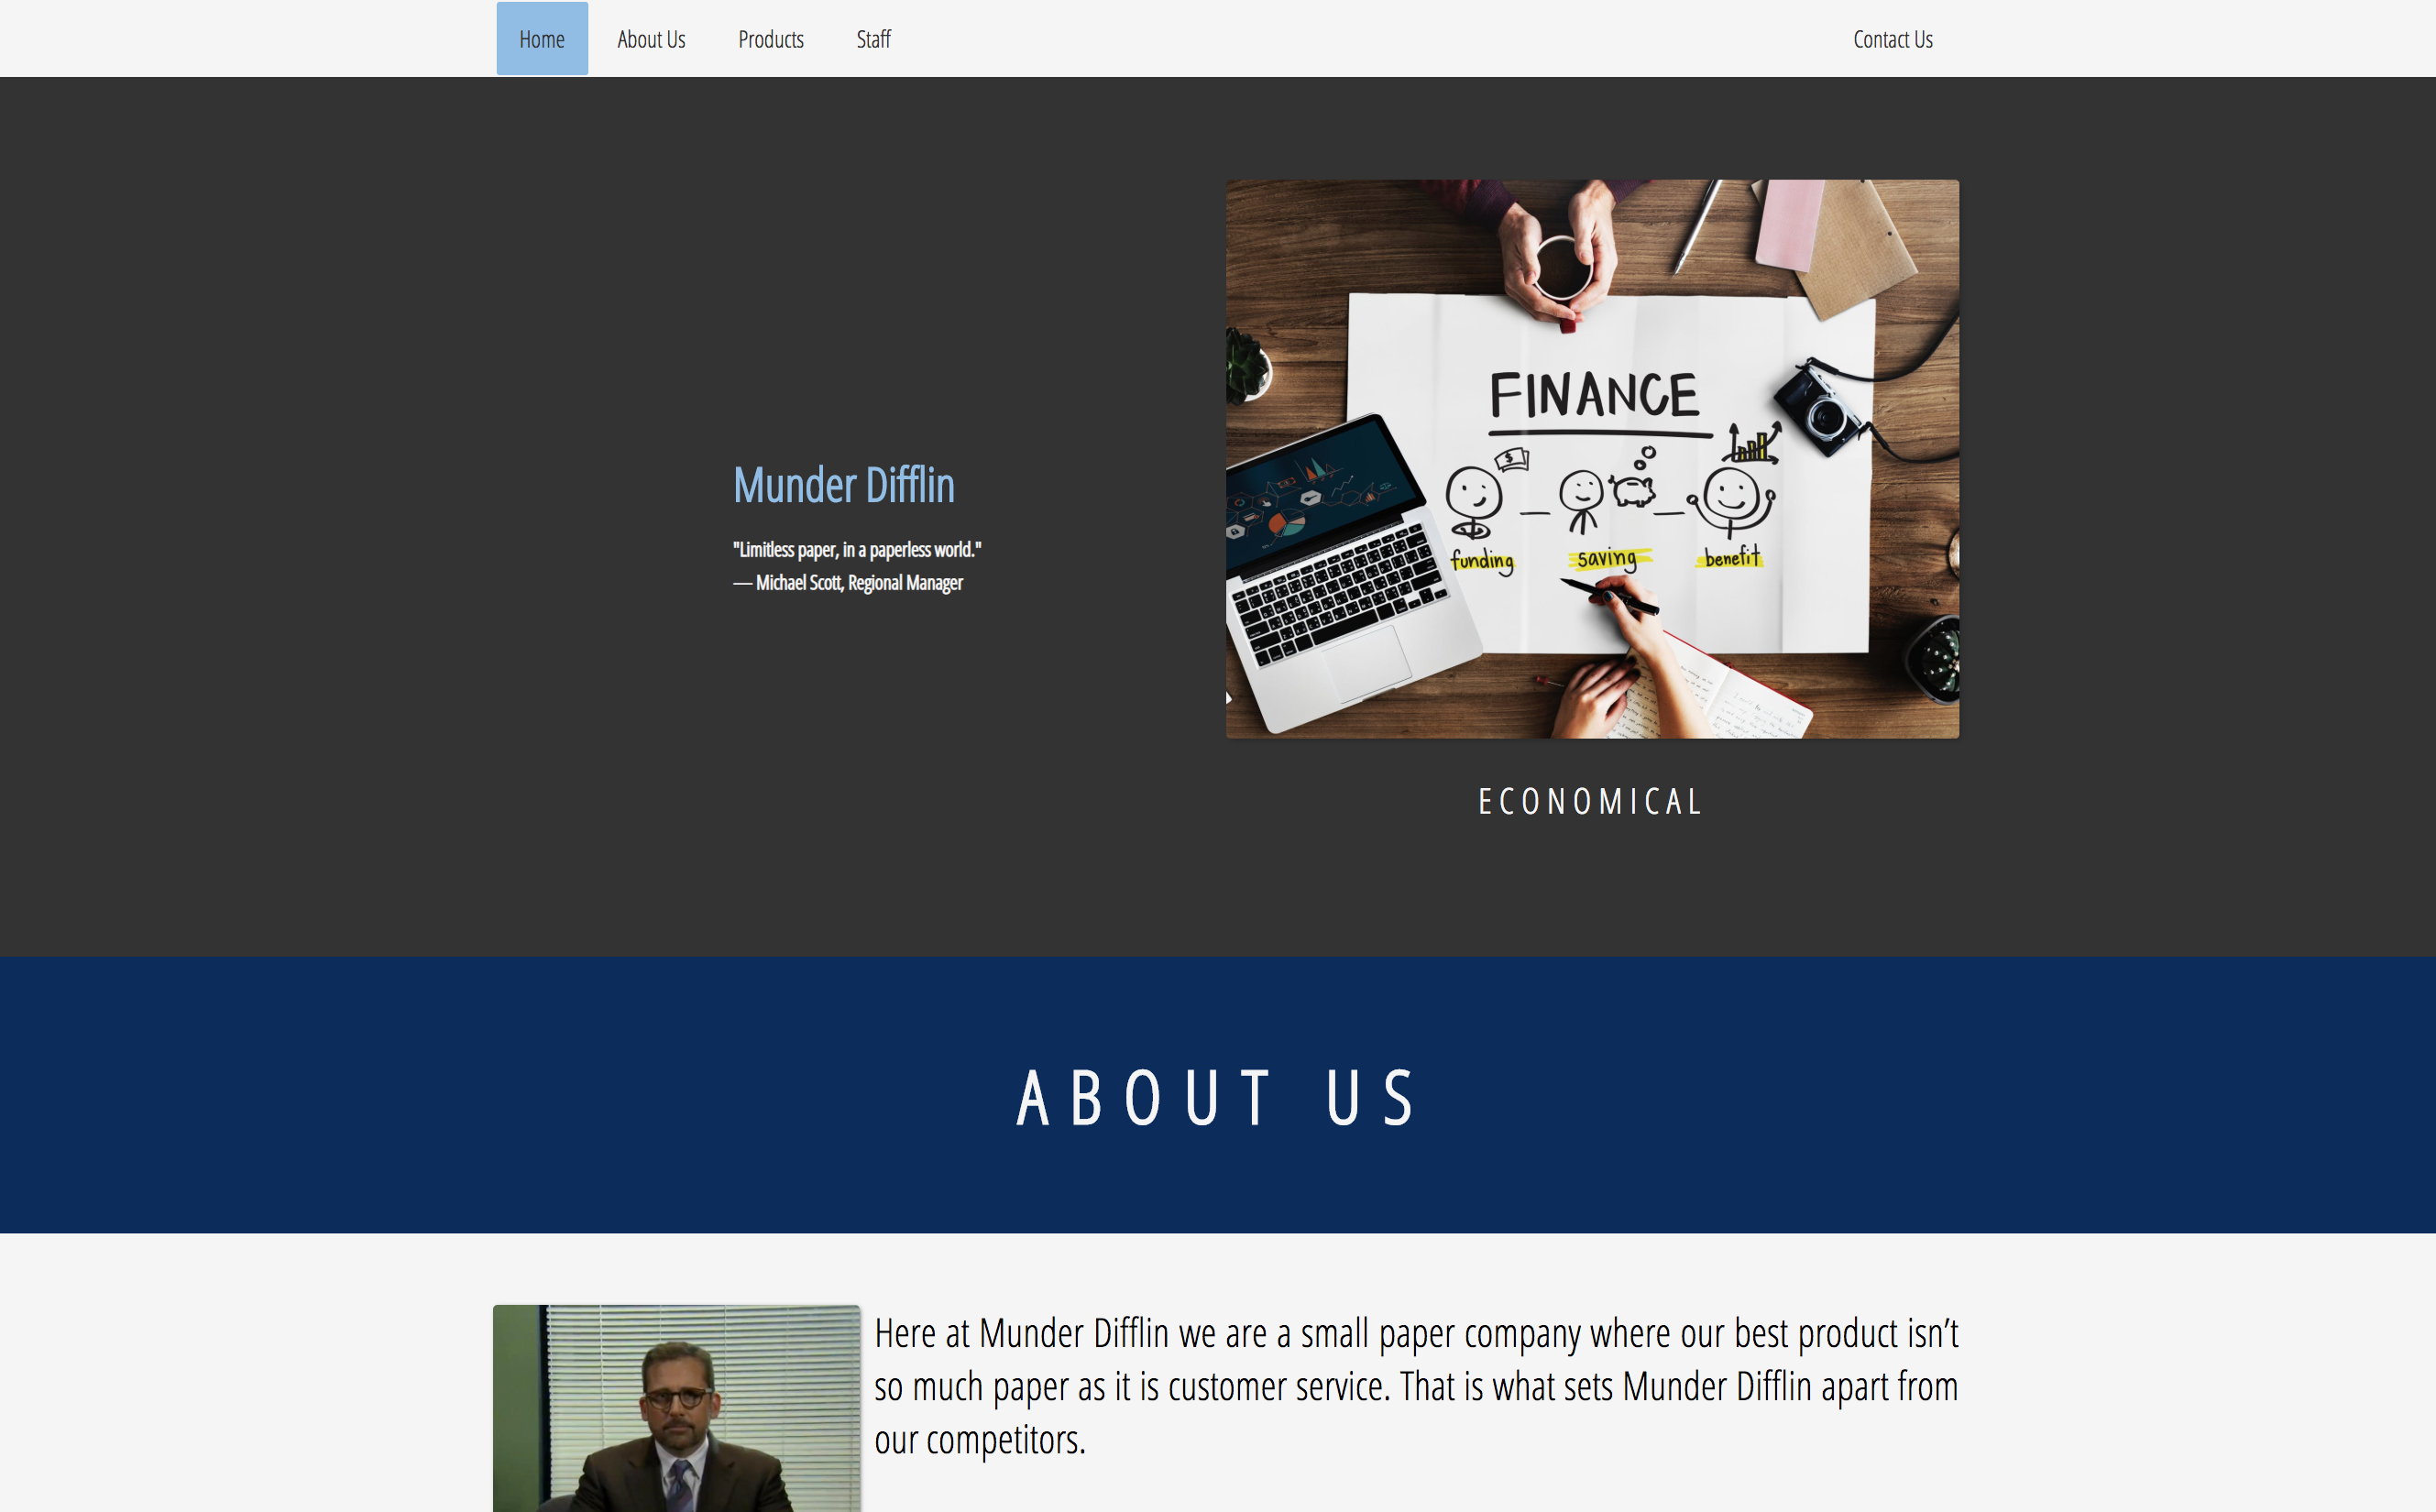 Home About Us Products Staff Contact Us
Munder Difflin
"Limitless paper, in a paperless world."
— Michael Scott, Regional Manager
FINANCE
$
funding saving benefit
ECONOMICAL
ABOUT US
Here at Munder Difflin we are a small paper company where our best product isn’t
so much paper as it is customer service. That is what sets Munder Difflin apart from
our competitors.